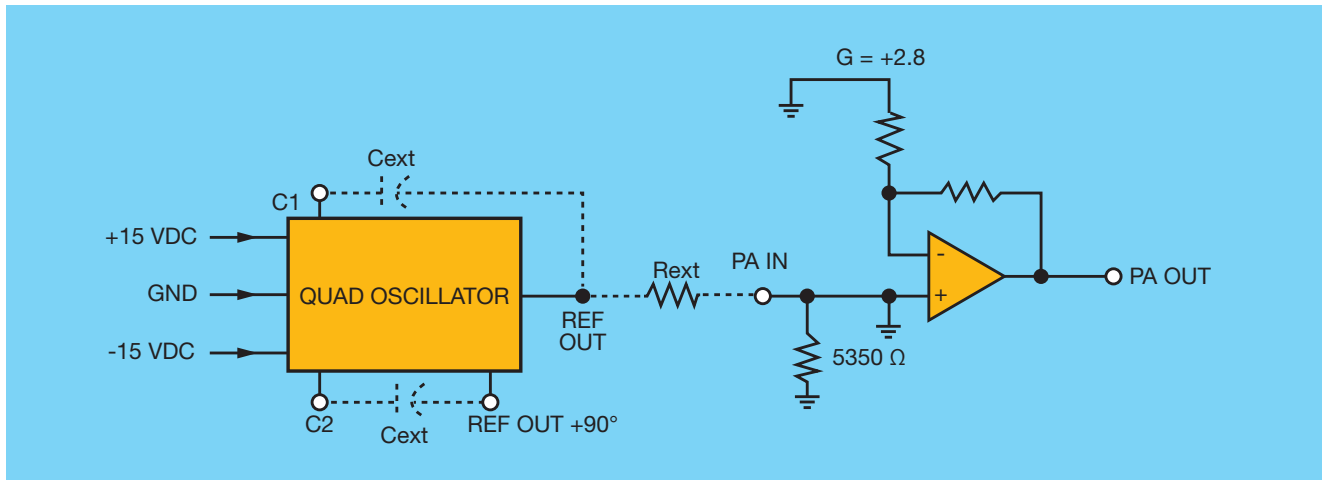 G = +2.8
Cext
C1
+15 VDC
GND
-15 VDC
QUAD OSCILLATOR
REF
OUT
Rext
PA IN
-
+
PA OUT
5350 Ω
C2
Cext
REF OUT +90°